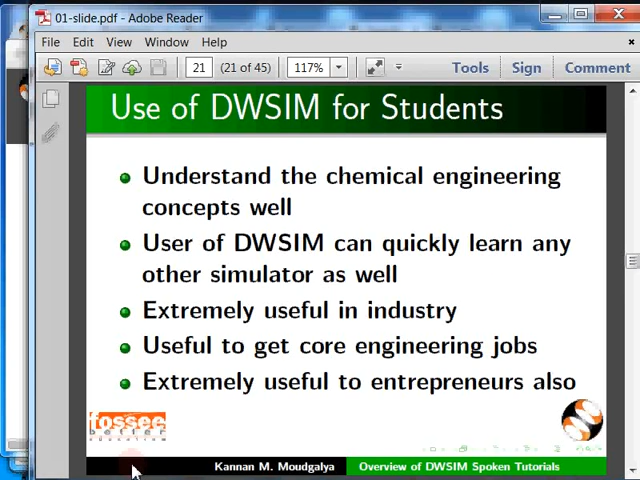 01-slide.pdf - Adobe Reader
File Edit View Window Help
21 (21 of 45) 117% Tools Sign Comment
Use of DWSIM for Students
Understand the chemical engineering
concepts well
User of DWSIM can quickly learn any
other simulator as well
Extremely useful in industry
Useful to get core engineering jobs
Extremely useful to entrepreneurs also
fossee
Kannan M. Moudgalya Overview of DWSIM Spoken Tutorials